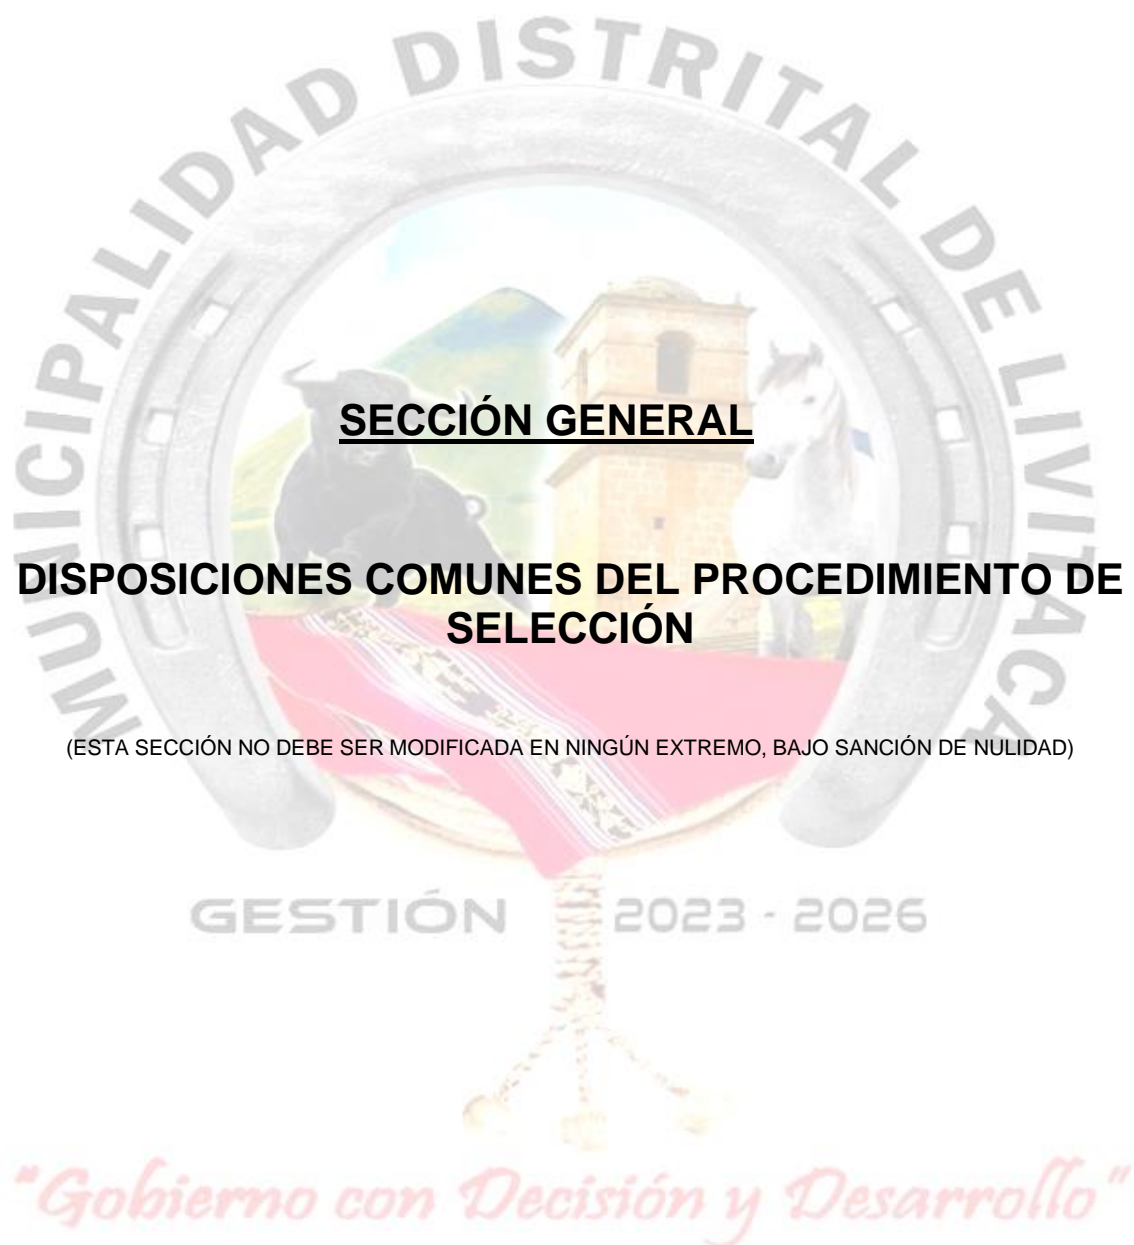 MUNICIPALIDAD DISTRITAL DE LIVITACA
SECCIÓN GENERAL
DISPOSICIONES COMUNES DEL PROCEDIMIENTO DE
SELECCIÓN
(ESTA SECCIÓN NO DEBE SER MODIFICADA EN NINGÚN EXTREMO, BAJO SANCIÓN DE NULIDAD)
GESTIÓN 2023 - 2026
"Gobierno con Decisión y Desarrollo"